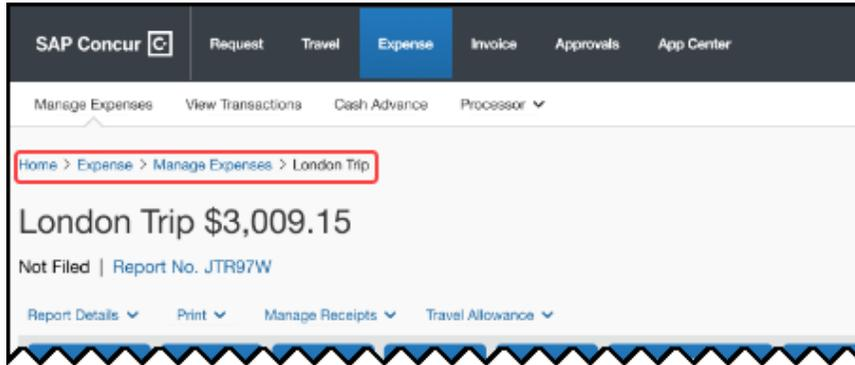 SAP Concur C Request Travel Expense Invoice Approvals App Center
Manage Expenses View Transactions Cash Advance Processor
Home > Expense > Manage Expenses > London Trip
London Trip $3,009.15
Not Filed | Report No. JTR97W
Report Details Print Manage Receipts Travel Allowance